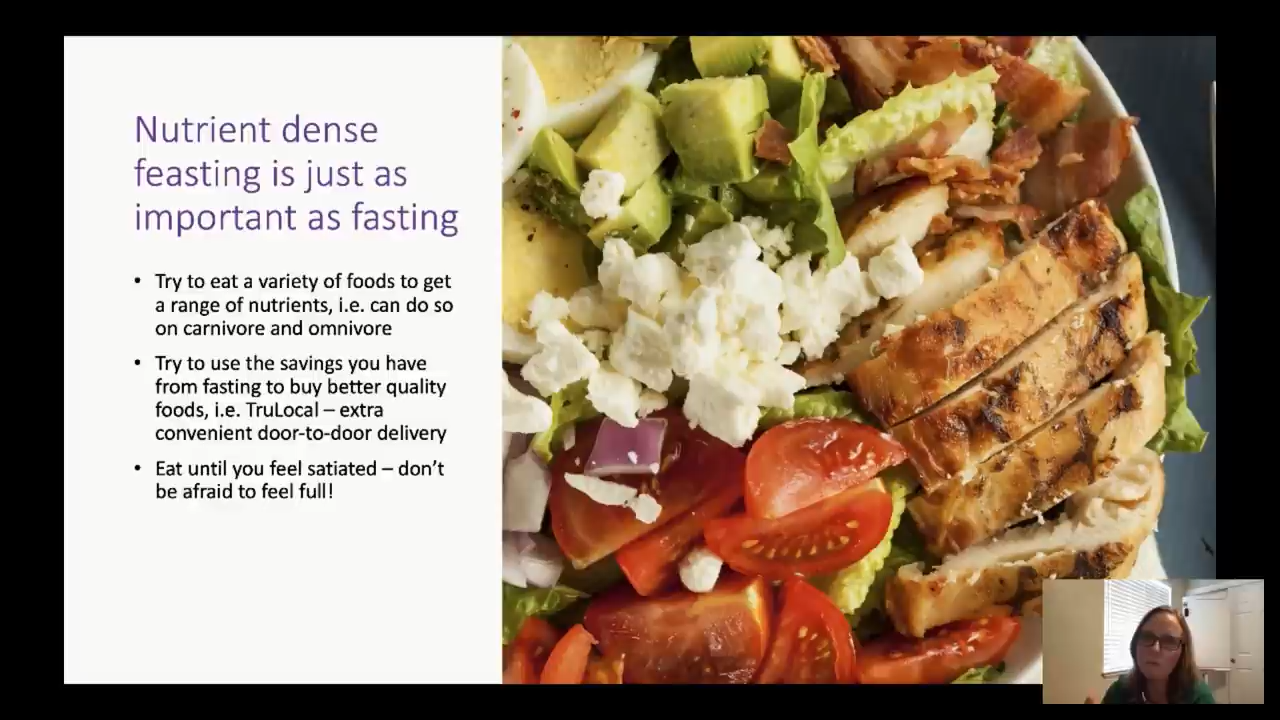 Nutrient dense
feasting is just as
important as fasting
• Try to eat a variety of foods to get
a range of nutrients, i.e. can do so
on carnivore and omnivore
• Try to use the savings you have
from fasting to buy better quality
foods, i.e. TruLocal – extra
convenient door-to-door delivery
• Eat until you feel satiated – don’t
be afraid to feel full!